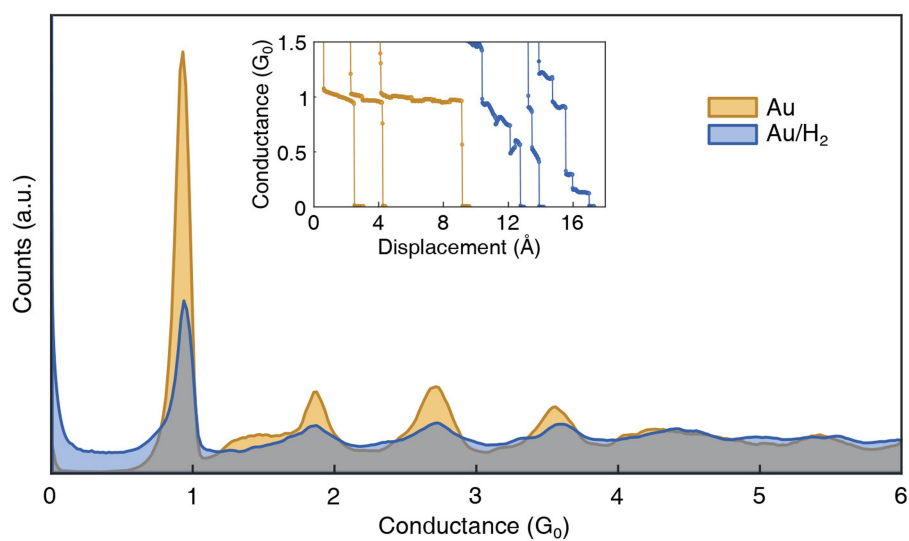 Counts (a.u.)
Conductance (G₀)
1.5
1
0.5
0
0 4 8 12 16
Displacement (Å)
Au
Au/H₂
0 1 2 3 4 5 6
Conductance (G₀)